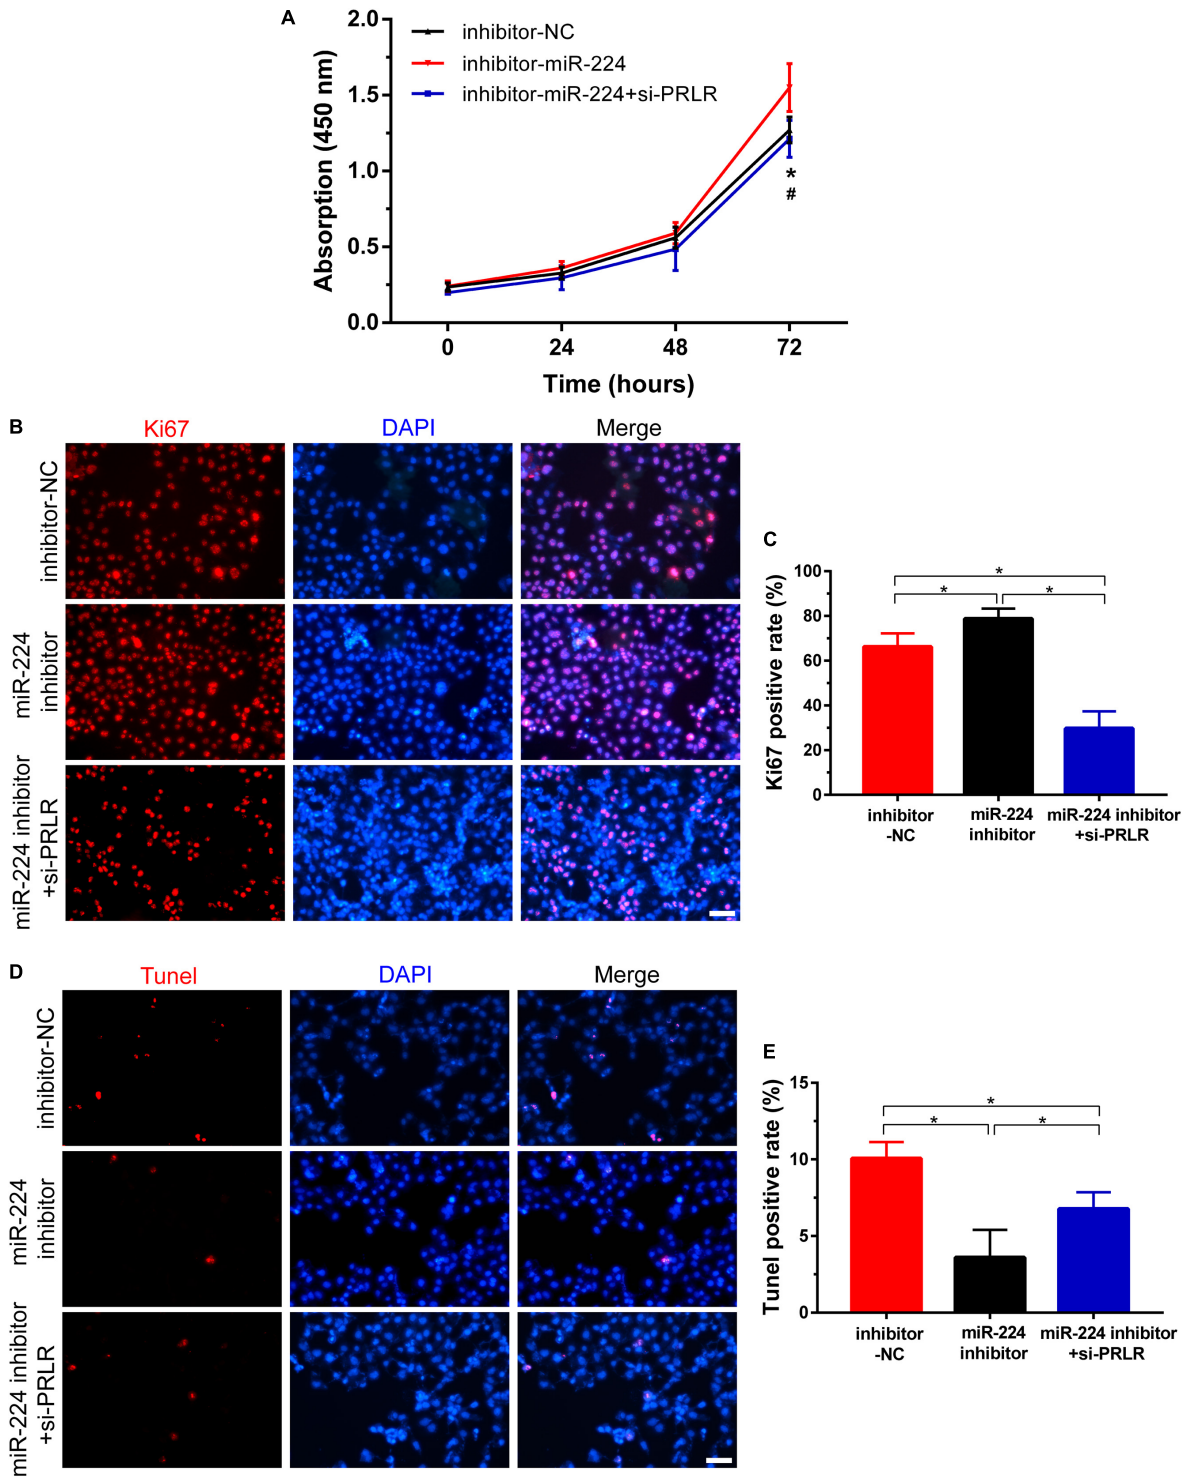 A
2.0
1.5
1.0
0.5
0.0
Absorption (450 nm)
inhibitor-NC
inhibitor-miR-224
inhibitor-miR-224+si-PRLR
*
#
0 24 48 72
Time (hours)
B
Ki67 DAPI Merge
inhibitor-NC
miR-224
inhibitor
miR-224 inhibitor
+si-PRLR
C
Ki67 positive rate (%)
100
80
60
40
20
0
*
* *
inhibitor
-NC
miR-224
inhibitor
miR-224 inhibitor
+si-PRLR
D
Tunel DAPI Merge
inhibitor-NC
miR-224
inhibitor
miR-224 inhibitor
+si-PRLR
E
Tunel positive rate (%)
15
10
5
0
*
* *
inhibitor
-NC
miR-224
inhibitor
miR-224 inhibitor
+si-PRLR